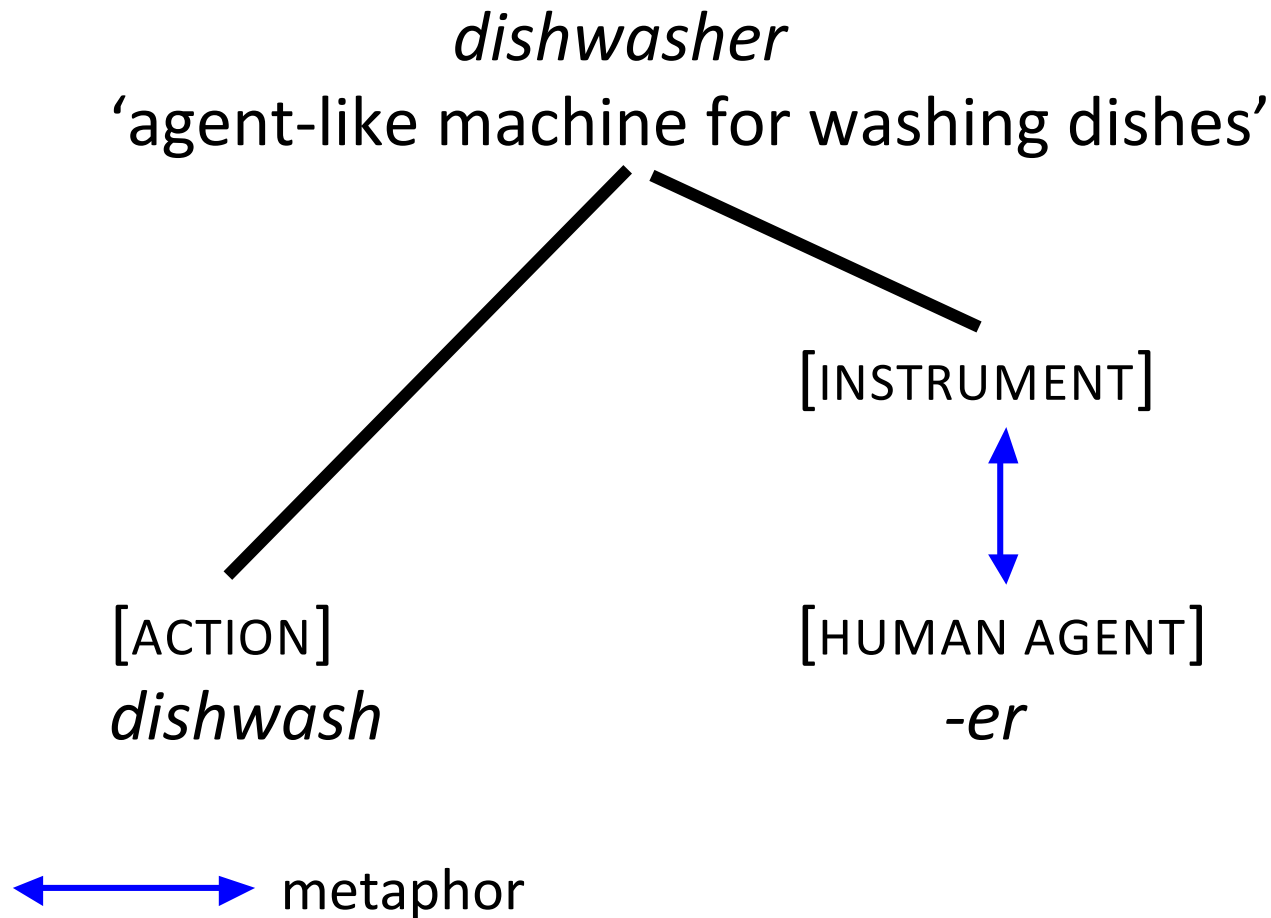 dishwasher
‘agent-like machine for washing dishes’
[INSTRUMENT]
[ACTION]
[HUMAN AGENT]
dishwash
-er
metaphor